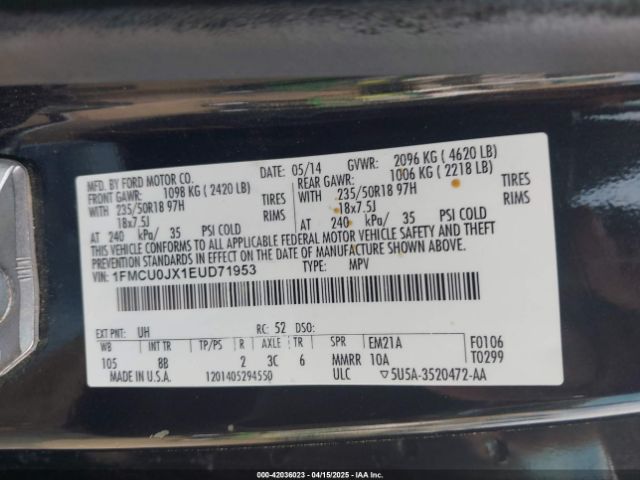 MFD. BY FORD MOTOR CO.
DATE: 05/14 GVWR: 2096 KG ( 4620 LB)
FRONT GAWR: 1098 KG ( 2420 LB) REAR GAWR: 1006 KG ( 2218 LB)
WITH 235/50R18 97H TIRES WITH 235/50R18 97H TIRES
18x7.5J RIMS 18x7.5J RIMS
AT 240 kPa/ 35 PSI COLD AT 240 kPa/ 35 PSI COLD
THIS VEHICLE CONFORMS TO ALL APPLICABLE FEDERAL MOTOR VEHICLE SAFETY AND THEFT
PREVENTION STANDARDS IN EFFECT ON THE DATE OF MANUFACTURE SHOWN ABOVE.
VIN: 1FMCU0JX1EUD71953 TYPE: MPV
EXT PNT: UH RC: 52 DSO:
WB INT TR TP/PS R AXLE TR SPR EM21A F0106
105 8B 2 3C 6 MMRR 10A T0299
MADE IN U.S.A. 1201405294550 ULC 5U5A-3520472-AA
000-42036023 | 04/15/2025 | IAAI.COM